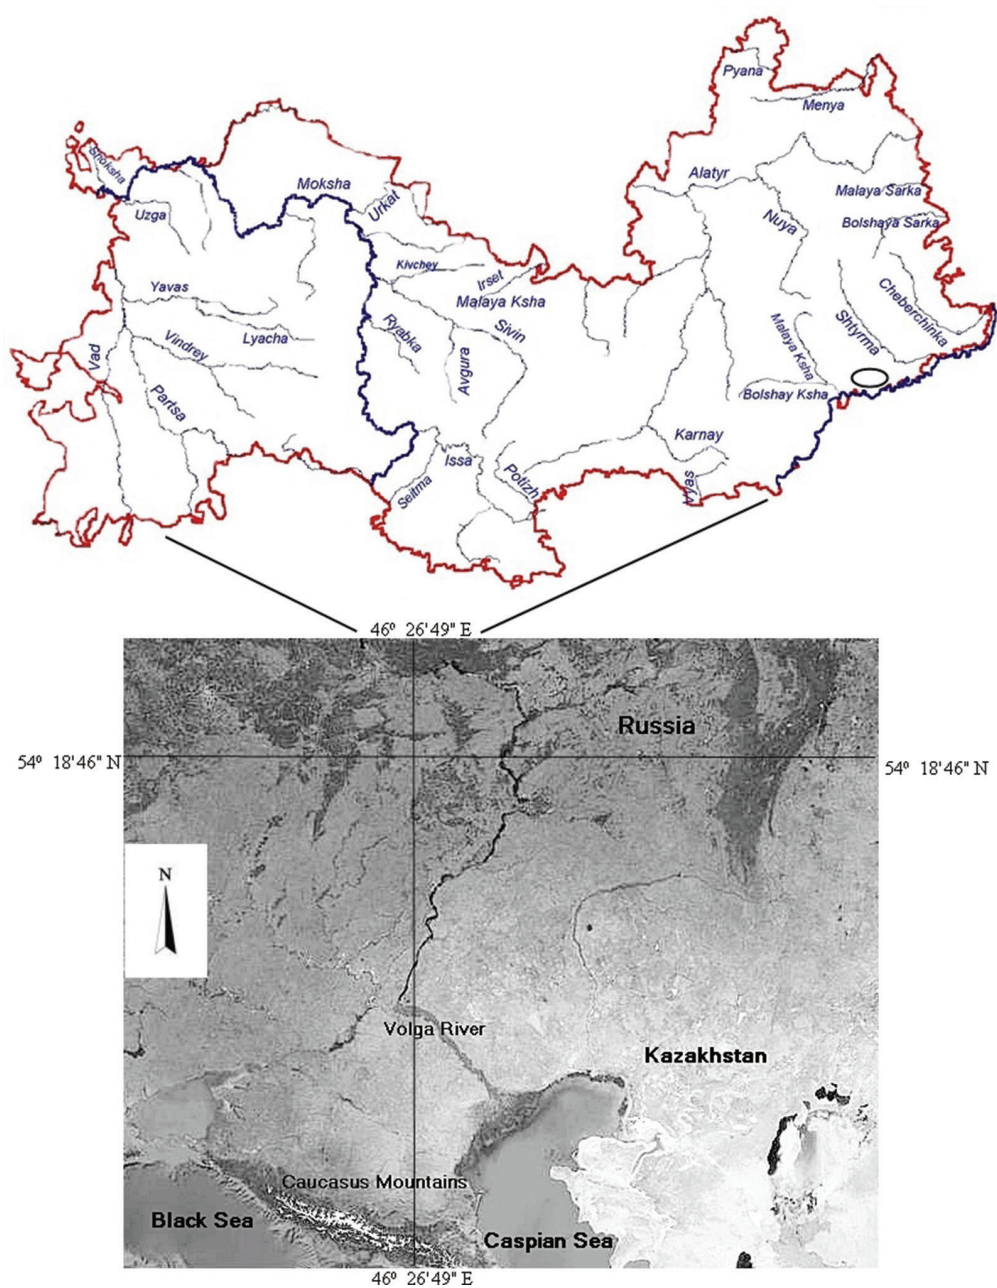 Pyana
Menya
Shoksha
Moksha
Alatyr
Malaya Sarka
Urkat
Uzga
Nuya
Bolshaya Sarka
Kivchey
Irset
Yavas
Malaya Ksha
Cheberchinka
Lyacha
Ryabka
Sivin
Shtyrma
Vindrey
Malaya Ksha
Vad
Avgura
Partsa
Bolshay Ksha
Karnay
Issa
Seitma
Potizh
Vyas
46º 26'49" E
Russia
54º 18'46" N
54º 18'46" N
N
Volga River
Kazakhstan
Caucasus Mountains
Black Sea
Caspian Sea
46º 26'49" E